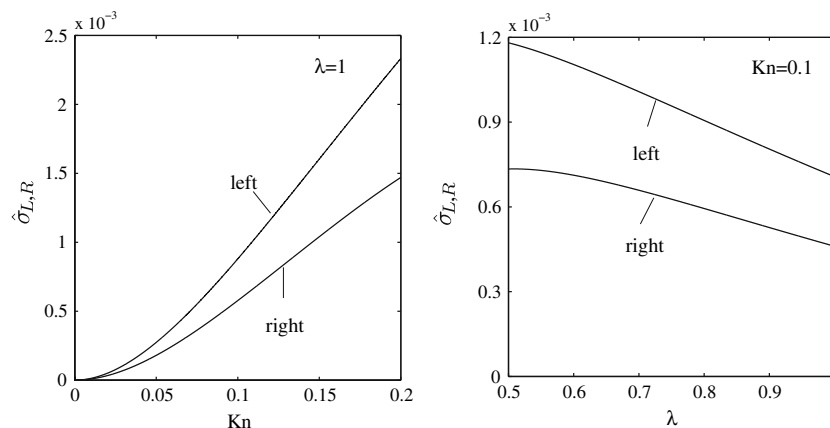 x 10⁻³
2.5
2
1.5
1
0.5
0
λ=1
left
right
σ̂L,R
0 0.05 0.1 0.15 0.2
Kn
x 10⁻³
1.2
0.9
0.6
0.3
0
Kn=0.1
left
right
σ̂L,R
0.5 0.6 0.7 0.8 0.9
λ